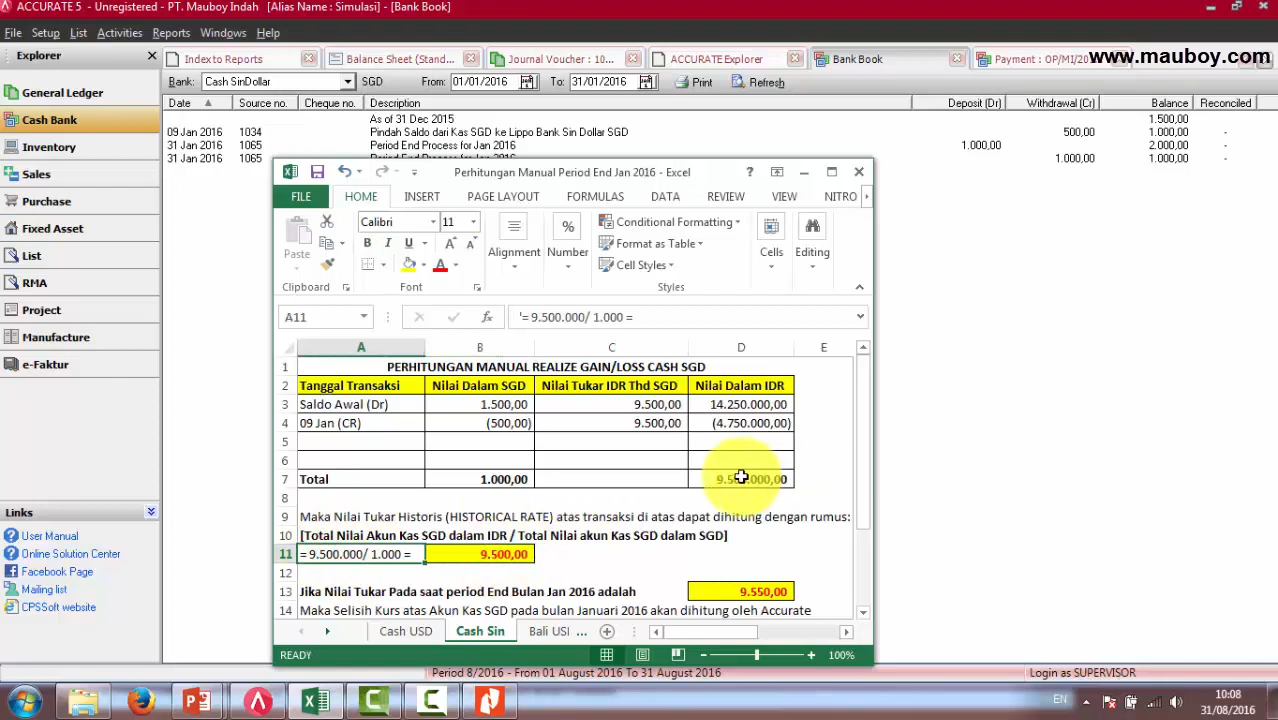 ACCURATE 5 - Unregistered - PT. Mauboy Indah [Alias Name : Simulasi] - [Bank Book]
File Setup List Activities Reports Windows Help www.mauboy.com
Explorer Index to Reports Balance Sheet (Stand... Journal Voucher : 10... ACCURATE Explorer Bank Book Payment : OP/MI/20
General Ledger Bank: Cash SinDollar SGD From: 01/01/2016 To: 31/01/2016 Print Refresh
Date Source no. Cheque no. Description Deposit (Dr) Withdrawal (Cr) Balance Reconciled
Cash Bank As of 31 Dec 2015 1.500,00
09 Jan 2016 1034 Pindah Saldo dari Kas SGD ke Lippo Bank Sin Dollar SGD 500,00 1.000,00 -
Inventory 31 Jan 2016 1065 Period End Process for Jan 2016 1.000,00 2.000,00 -
31 Jan 2016 1065 Period End Process for Jan 2016 1.000,00 1.000,00 -
Sales
Purchase
Fixed Asset
List
RMA
Project
Manufacture
e-Faktur
Perhitungan Manual Period End Jan 2016 - Excel
FILE HOME INSERT PAGE LAYOUT FORMULAS DATA REVIEW VIEW NITRO
Paste Calibri 11 B I U A A A Alignment % Number Conditional Formatting Format as Table Cell Styles Cells Editing
Clipboard Font Styles
A11 fx '= 9.500.000/ 1.000 =
A B C D E
1 PERHITUNGAN MANUAL REALIZE GAIN/LOSS CASH SGD
2 Tanggal Transaksi Nilai Dalam SGD Nilai Tukar IDR Thd SGD Nilai Dalam IDR
3 Saldo Awal (Dr) 1.500,00 9.500,00 14.250.000,00
4 09 Jan (CR) (500,00) 9.500,00 (4.750.000,00)
5
6
7 Total 1.000,00 9.500.000,00
8
9 Maka Nilai Tukar Historis (HISTORICAL RATE) atas transaksi di atas dapat dihitung dengan rumus:
10 [Total Nilai Akun Kas SGD dalam IDR / Total Nilai akun Kas SGD dalam SGD]
11 = 9.500.000/ 1.000 = 9.500,00
12
13 Jika Nilai Tukar Pada saat period End Bulan Jan 2016 adalah 9.550,00
14 Maka Selisih Kurs atas Akun Kas SGD pada bulan Januari 2016 akan dihitung oleh Accurate
Cash USD Cash Sin Bali USI ...
READY 100%
Links
User Manual
Online Solution Center
Facebook Page
Mailing list
CPSSoft website
Period 8/2016 - From 01 August 2016 To 31 August 2016 Login as SUPERVISOR
EN 10:08
31/08/2016